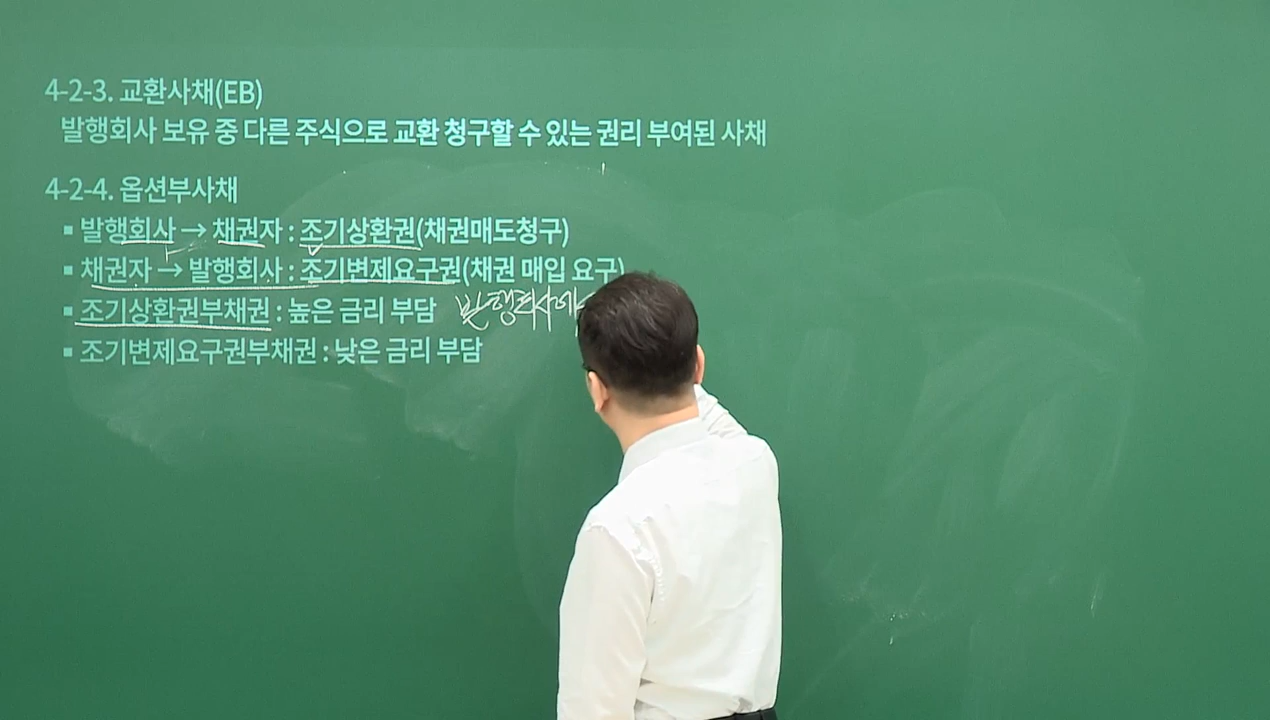 4-2-3. 교환사채(EB)
발행회사 보유 중 다른 주식으로 교환 청구할 수 있는 권리 부여된 사채
4-2-4. 옵션부사채
▪ 발행회사 → 채권자 : 조기상환권(채권매도청구)
▪ 채권자 → 발행회사 : 조기변제요구권(채권 매입 요구)
▪ 조기상환권부채권 : 높은 금리 부담 발행회사에
▪ 조기변제요구권부채권 : 낮은 금리 부담